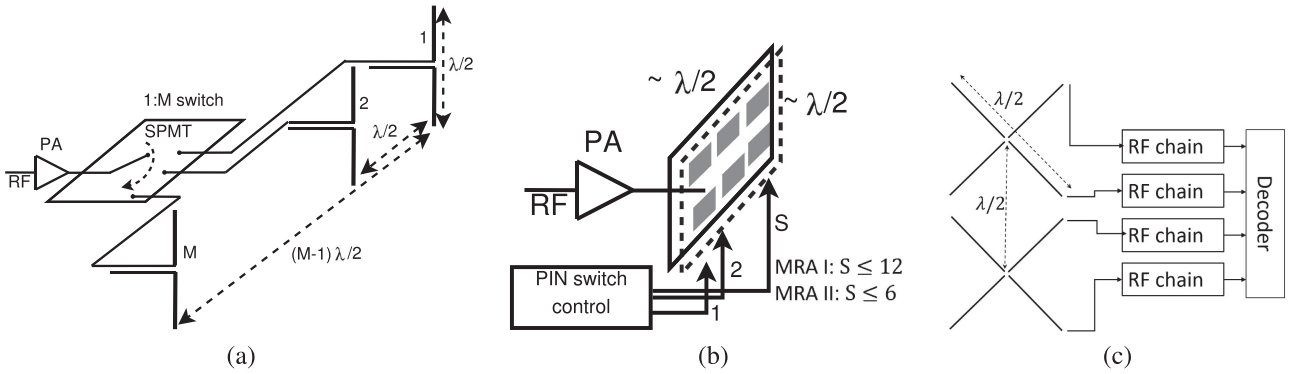 1
λ/2
1:M switch
SPMT
2
PA
RF
λ/2
M
(M-1) λ/2
(a)
~ λ/2
~ λ/2
PA
RF
S
2
1
PIN switch
control
MRA I: S ≤ 12
MRA II: S ≤ 6
(b)
λ/2
λ/2
RF chain
RF chain
RF chain
RF chain
Decoder
(c)